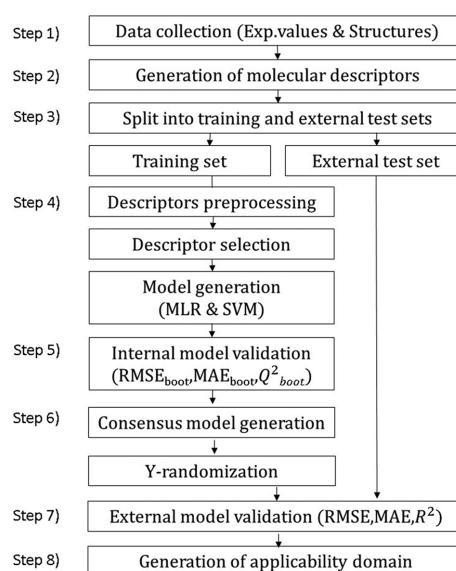 Step 1) Data collection (Exp.values & Structures)
Step 2) Generation of molecular descriptors
Step 3) Split into training and external test sets
Training set External test set
Step 4) Descriptors preprocessing
Descriptor selection
Model generation
(MLR & SVM)
Step 5) Internal model validation
(RMSE_boot,MAE_boot,Q²_boot)
Step 6) Consensus model generation
Y-randomization
Step 7) External model validation (RMSE,MAE,R²)
Step 8) Generation of applicability domain